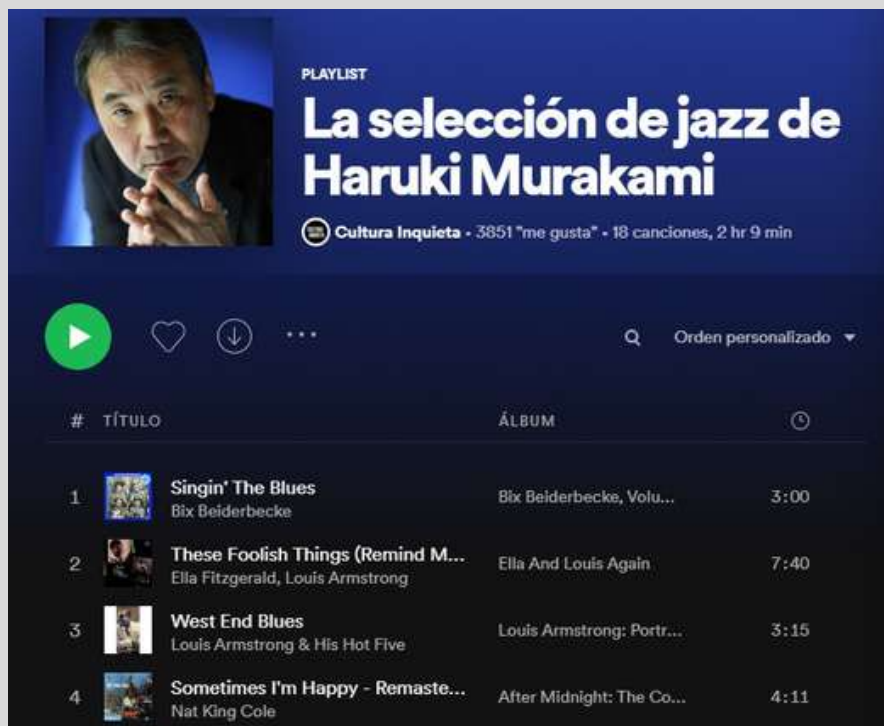 PLAYLIST
La selección de jazz de
Haruki Murakami
Cultura Inquieta • 3851 "me gusta" • 18 canciones, 2 hr 9 min
Orden personalizado
# TÍTULO ÁLBUM
1 Singin' The Blues Bix Beiderbecke, Volu... 3:00
Bix Beiderbecke
2 These Foolish Things (Remind M... Ella And Louis Again 7:40
Ella Fitzgerald, Louis Armstrong
3 West End Blues Louis Armstrong: Portr... 3:15
Louis Armstrong & His Hot Five
4 Sometimes I'm Happy - Remaste... After Midnight: The Co... 4:11
Nat King Cole